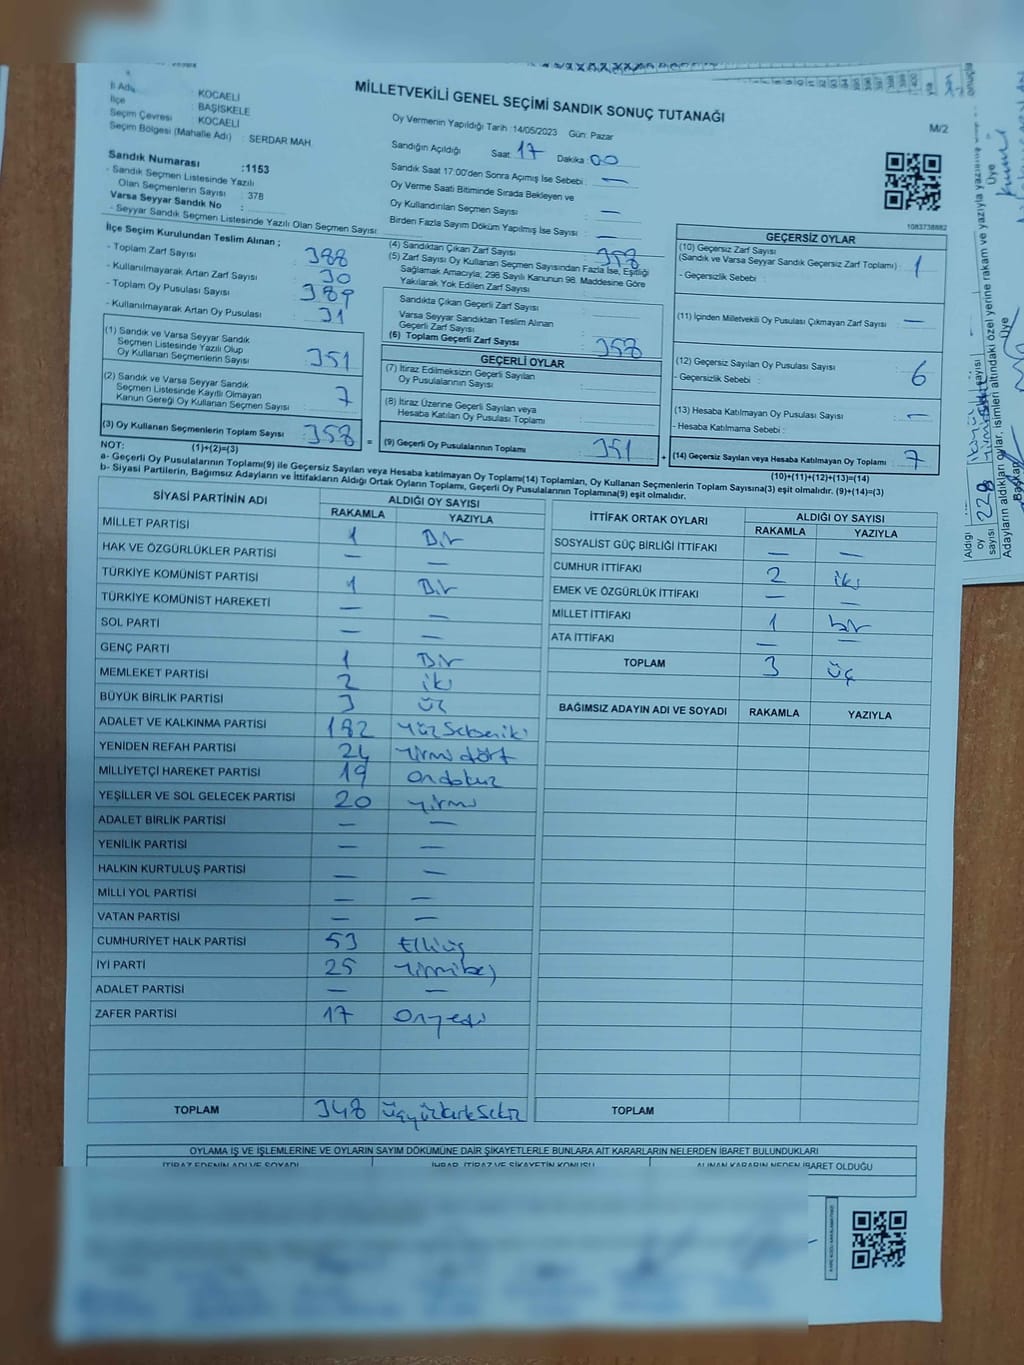 MİLLETVEKİLİ GENEL SEÇİMİ SANDIK SONUÇ TUTANAĞI
M/2
İl Adı : KOCAELİ
İlçe : BAŞİSKELE
Seçim Çevresi : KOCAELİ
Seçim Bölgesi (Mahalle Adı) : SERDAR MAH.
Oy Vermenin Yapıldığı Tarih :14/05/2023 Gün: Pazar
Sandığın Açıldığı Saat 17 Dakika 00
Sandık Saat 17:00'den Sonra Açımış İse Sebebi : —
Oy Verme Saati Bitiminde Sırada Bekleyen ve
Oy Kullandırılan Seçmen Sayısı : —
Birden Fazla Sayım Döküm Yapılmış İse Sayısı : —
Sandık Numarası :1153
- Sandık Seçmen Listesinde Yazılı
Olan Seçmenlerin Sayısı : 378
Varsa Seyyar Sandık No :
- Seyyar Sandık Seçmen Listesinde Yazılı Olan Seçmen Sayısı :
1083738882
İlçe Seçim Kurulundan Teslim Alınan ;
- Toplam Zarf Sayısı : 388
- Kullanılmayarak Artan Zarf Sayısı : 30
- Toplam Oy Pusulası Sayısı : 389
- Kullanılmayarak Artan Oy Pusulası : 31
(1) Sandık ve Varsa Seyyar Sandık
Seçmen Listesinde Yazılı Olup
Oy Kullanan Seçmenlerin Sayısı : 351
(2) Sandık ve Varsa Seyyar Sandık
Seçmen Listesinde Kayıtlı Olmayan
Kanun Gereği Oy Kullanan Seçmen Sayısı : 7
(3) Oy Kullanan Seçmenlerin Toplam Sayısı : 358
(1)+(2)=(3)
(4) Sandıktan Çıkan Zarf Sayısı : 358
(5) Zarf Sayısı Oy Kullanan Seçmen Sayısından Fazla İse, Eşitliği
Sağlamak Amacıyla; 298 Sayılı Kanunun 98. Maddesine Göre
Yakılarak Yok Edilen Zarf Sayısı :
Sandıkta Çıkan Geçerli Zarf Sayısı :
Varsa Seyyar Sandıktan Teslim Alınan
Geçerli Zarf Sayısı :
(6) Toplam Geçerli Zarf Sayısı : 358
GEÇERLİ OYLAR
(7) İtiraz Edilmeksizin Geçerli Sayılan
Oy Pusulalarının Sayısı :
(8) İtiraz Üzerine Geçerli Sayılan veya
Hesaba Katılan Oy Pusulaları Toplamı :
= (9) Geçerli Oy Pusulalarının Toplamı : 351
GEÇERSİZ OYLAR
(10) Geçersiz Zarf Sayısı
(Sandık ve Varsa Seyyar Sandık Geçersiz Zarf Toplamı) : 1
- Geçersizlik Sebebi :
(11) İçinden Milletvekili Oy Pusulası Çıkmayan Zarf Sayısı : —
(12) Geçersiz Sayılan Oy Pusulası Sayısı : 6
- Geçersizlik Sebebi :
(13) Hesaba Katılmayan Oy Pusulası Sayısı : —
- Hesaba Katılmama Sebebi :
+ (14) Geçersiz Sayılan veya Hesaba Katılmayan Oy Toplamı : 7
(10)+(11)+(12)+(13)=(14)
NOT:
a- Geçerli Oy Pusulalarının Toplamı(9) ile Geçersiz Sayılan veya Hesaba katılmayan Oy Toplamı(14) Toplamları, Oy Kullanan Seçmenlerin Toplam Sayısına(3) eşit olmalıdır. (9)+(14)=(3)
b- Siyasi Partilerin, Bağımsız Adayların ve İttifakların Aldığı Ortak Oyların Toplamı, Geçerli Oy Pusulalarının Toplamına(9) eşit olmalıdır.
SİYASİ PARTİNİN ADI ALDIĞI OY SAYISI
RAKAMLA YAZIYLA
MİLLET PARTİSİ 1 Bir
HAK VE ÖZGÜRLÜKLER PARTİSİ — —
TÜRKİYE KOMÜNİST PARTİSİ 1 Bir
TÜRKİYE KOMÜNİST HAREKETİ — —
SOL PARTİ — —
GENÇ PARTİ 1 Bir
MEMLEKET PARTİSİ 2 iki
BÜYÜK BİRLİK PARTİSİ 3 üç
ADALET VE KALKINMA PARTİSİ 182 Yüz Seksen iki
YENİDEN REFAH PARTİSİ 24 Yirmi dört
MİLLİYETÇİ HAREKET PARTİSİ 19 On dokuz
YEŞİLLER VE SOL GELECEK PARTİSİ 20 yirmi
ADALET BİRLİK PARTİSİ — —
YENİLİK PARTİSİ — —
HALKIN KURTULUŞ PARTİSİ — —
MİLLİ YOL PARTİSİ — —
VATAN PARTİSİ — —
CUMHURİYET HALK PARTİSİ 53 Elli üç
İYİ PARTİ 25 Yirmi beş
ADALET PARTİSİ — —
ZAFER PARTİSİ 17 On yedi
TOPLAM 348 üçyüz kırk sekiz
İTTİFAK ORTAK OYLARI ALDIĞI OY SAYISI
RAKAMLA YAZIYLA
SOSYALİST GÜÇ BİRLİĞİ İTTİFAKI — —
CUMHUR İTTİFAKI 2 iki
EMEK VE ÖZGÜRLÜK İTTİFAKI — —
MİLLET İTTİFAKI 1 bir
ATA İTTİFAKI — —
TOPLAM 3 üç
BAĞIMSIZ ADAYIN ADI VE SOYADI RAKAMLA YAZIYLA
TOPLAM
OYLAMA İŞ VE İŞLEMLERİNE VE OYLARIN SAYIM DÖKÜMÜNE DAİR ŞİKAYETLERLE BUNLARA AİT KARARLARIN NELERDEN İBARET BULUNDUKLARI
İTİRAZ EDENİN ADI VE SOYADI İHBAR, İTİRAZ VE ŞİKAYETİN KONUSU ALINAN KARARIN NEDEN İBARET OLDUĞU
Aldığı oy sayısı 228
Adayların aldıkları oylar, isimleri altındaki özel yerine rakam ve yazıyla yazılmış
Başkan Üye Üye